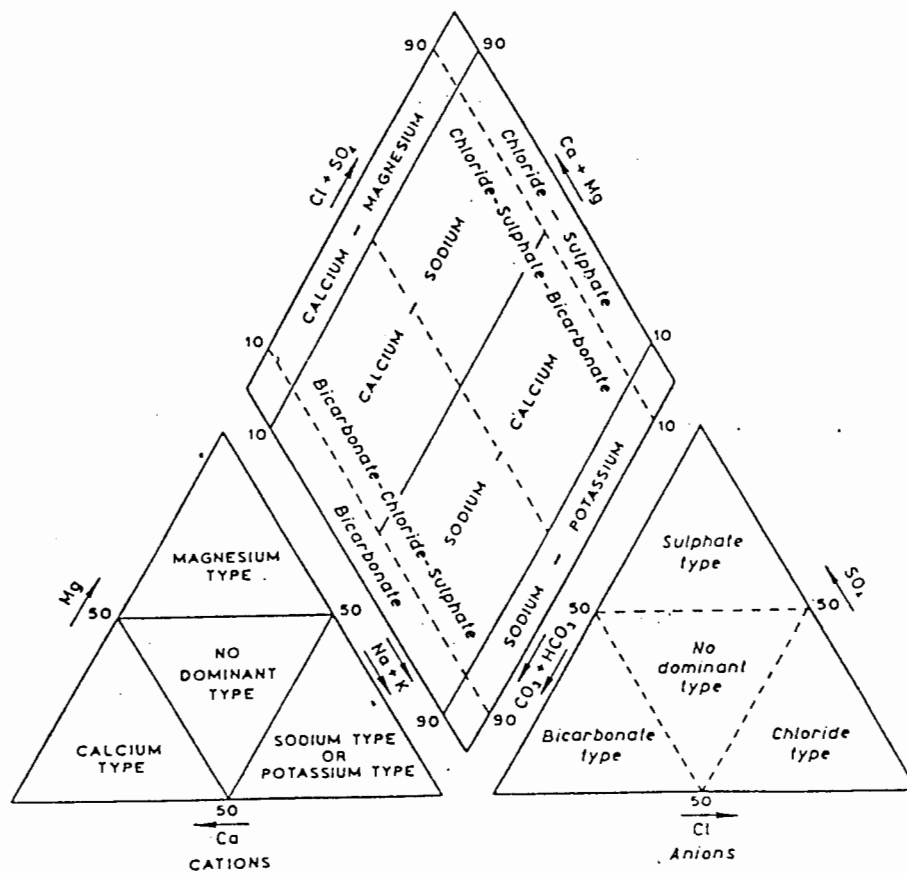 90
90
Cl + SO₄
Ca + Mg
CALCIUM - MAGNESIUM
Chloride - Sulphate
Chloride - Sulphate - Bicarbonate
CALCIUM / SODIUM
SODIUM / CALCIUM
10
10
Bicarbonate - Chloride - Sulphate
Bicarbonate
SODIUM - POTASSIUM
10
10
Na + K
CO₃ + HCO₃
90
90
Mg
MAGNESIUM
TYPE
50
50
NO
DOMINANT
TYPE
CALCIUM
TYPE
SODIUM TYPE
OR
POTASSIUM TYPE
50
Ca
CATIONS
Sulphate
type
SO₄
50
50
No
dominant
type
Bicarbonate
type
Chloride
type
50
Cl
Anions